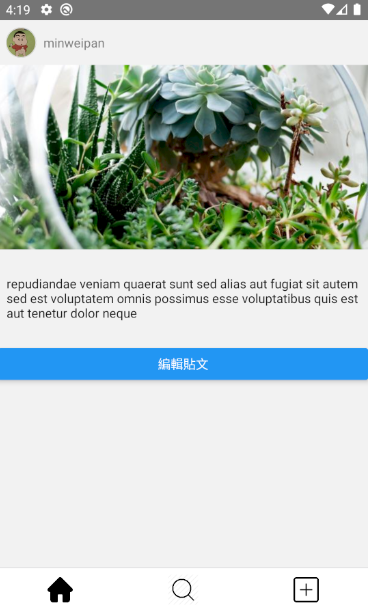 4:19
minweipan
repudiandae veniam quaerat sunt sed alias aut fugiat sit autem
sed est voluptatem omnis possimus esse voluptatibus quis est
aut tenetur dolor neque
編輯貼文